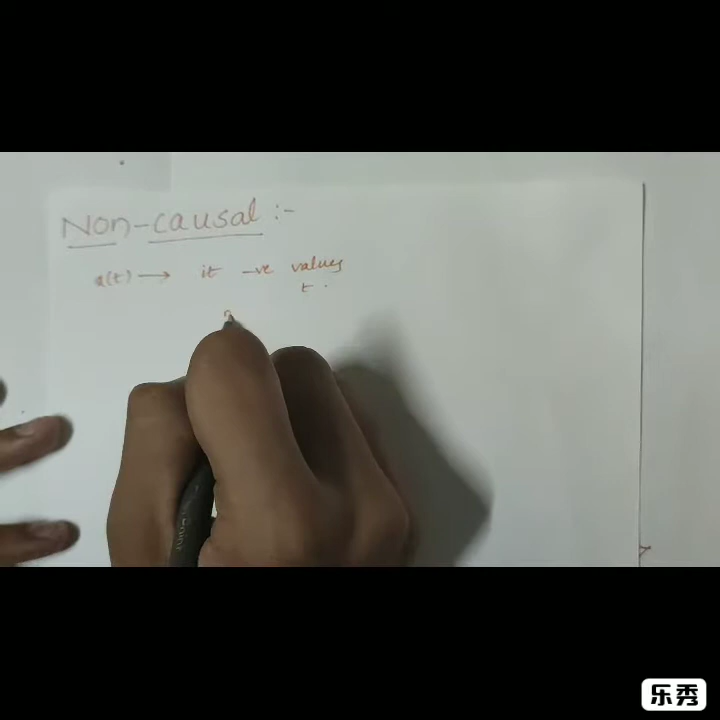 Non-causal :-
x(t) → it -ve values
t.
乐秀